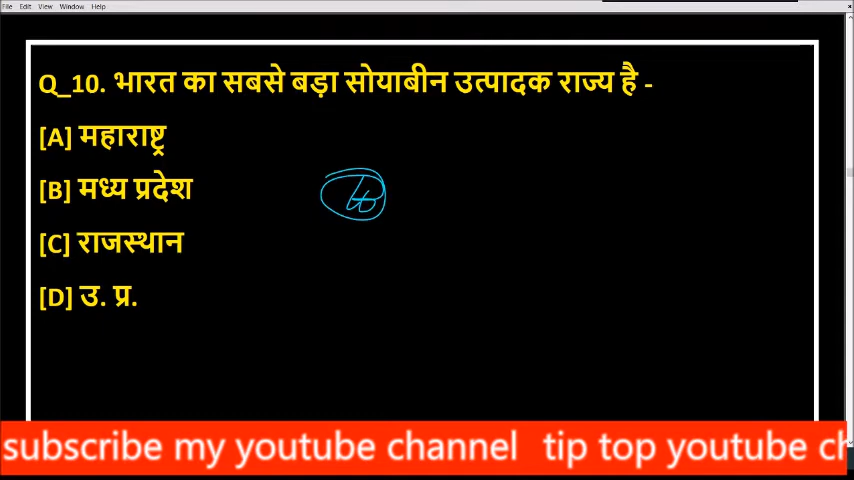 File Edit View Window Help
Q_10. भारत का सबसे बड़ा सोयाबीन उत्पादक राज्य है -
[A] महाराष्ट्र
[B] मध्य प्रदेश
[C] राजस्थान
[D] उ. प्र.
subscribe my youtube channel tip top youtube ch